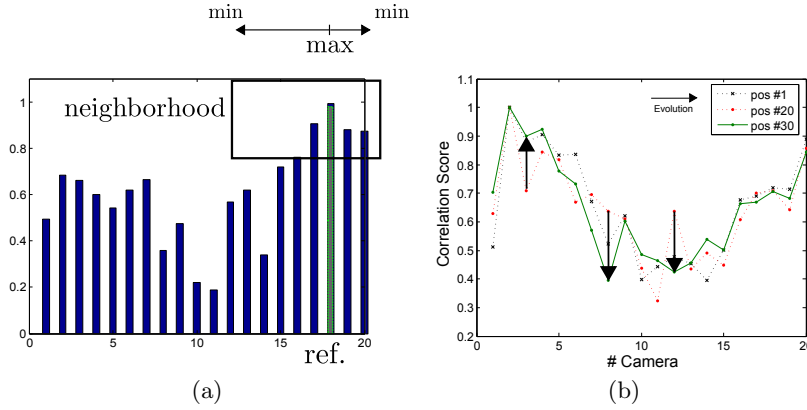 min min
max
neighborhood
1
0.8
0.6
0.4
0.2
0
0 5 10 15 20
ref.
(a)
1.1
1
0.9
0.8
0.7
0.6
0.5
0.4
0.3
0.2
0 5 10 15 20
Correlation Score
# Camera
Evolution
pos #1
pos #20
pos #30
(b)